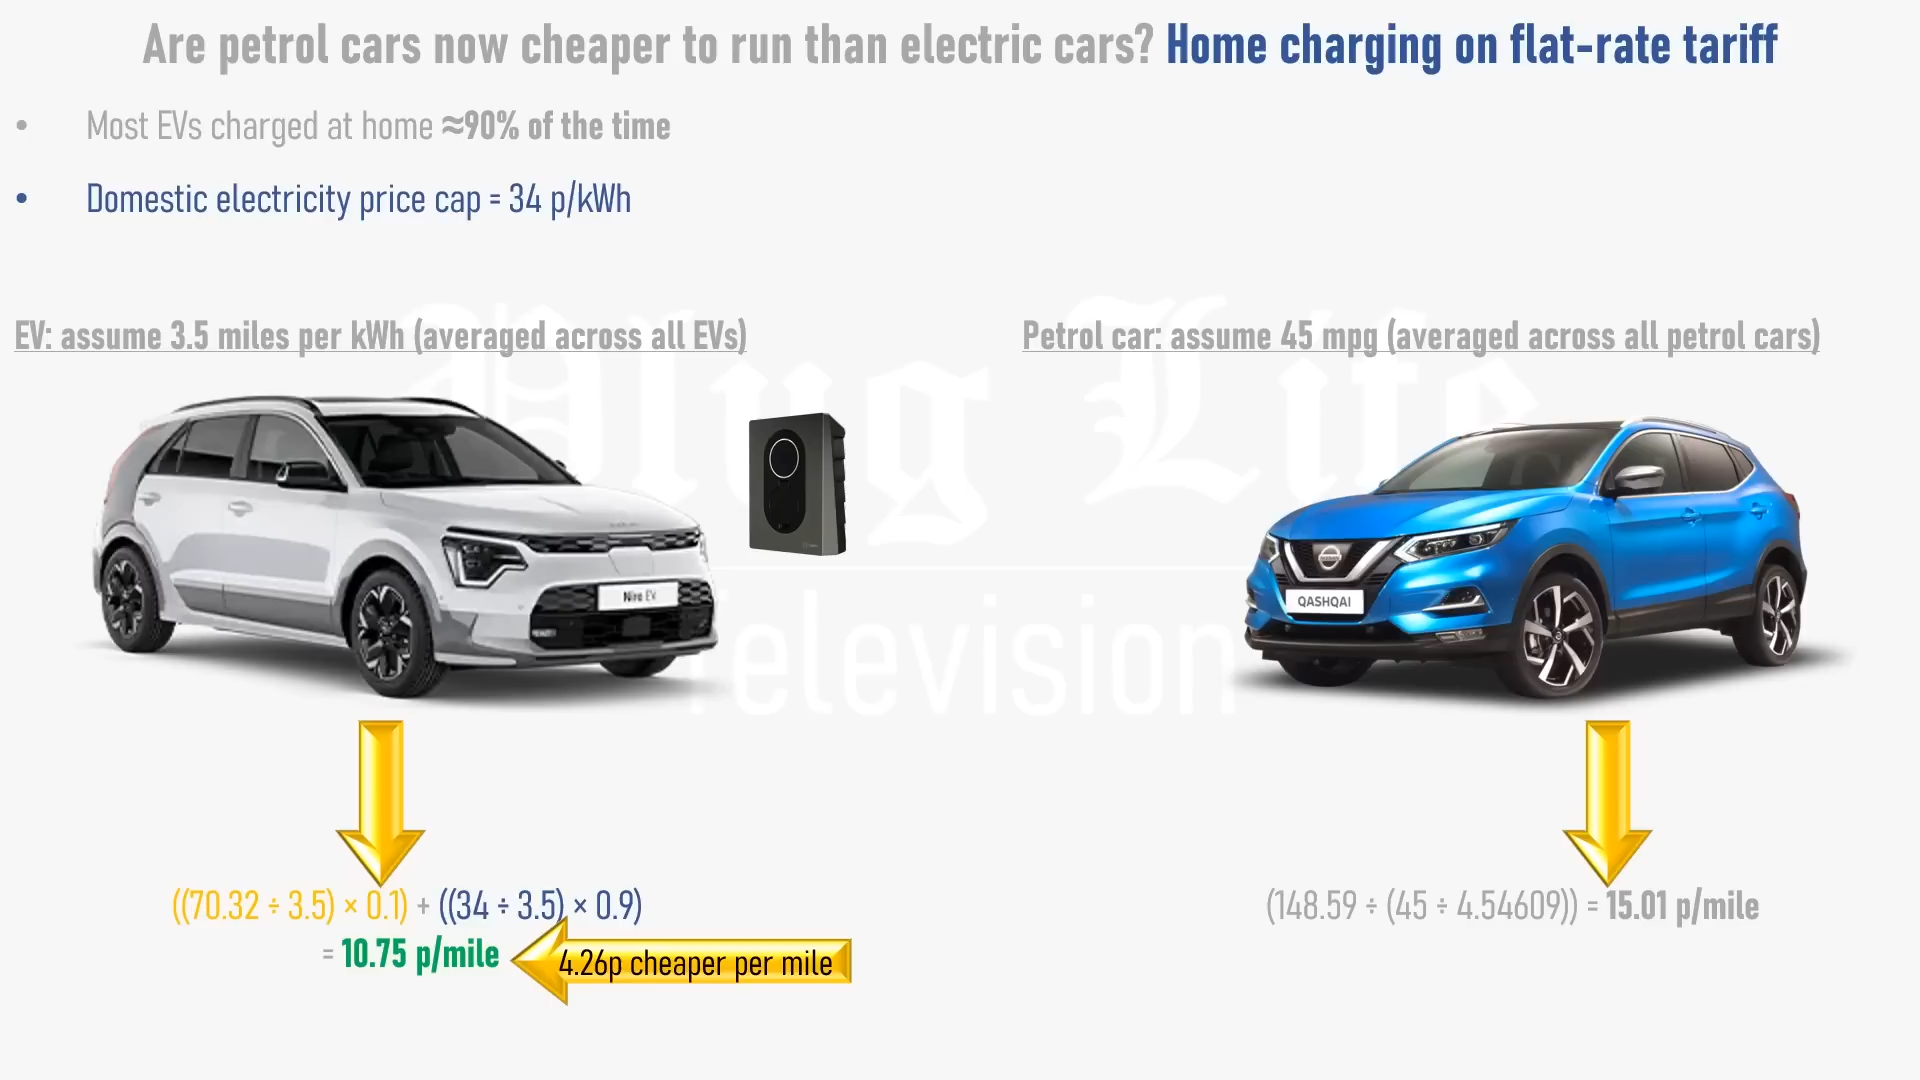 Are petrol cars now cheaper to run than electric cars? Home charging on flat-rate tariff
• Most EVs charged at home ≈90% of the time
• Domestic electricity price cap = 34 p/kWh
EV: assume 3.5 miles per kWh (averaged across all EVs)
Petrol car: assume 45 mpg (averaged across all petrol cars)
Plug Life
Television
Niro EV
QASHQAI
((70.32 ÷ 3.5) × 0.1) + ((34 ÷ 3.5) × 0.9)
= 10.75 p/mile
4.26p cheaper per mile
(148.59 ÷ (45 ÷ 4.54609)) = 15.01 p/mile